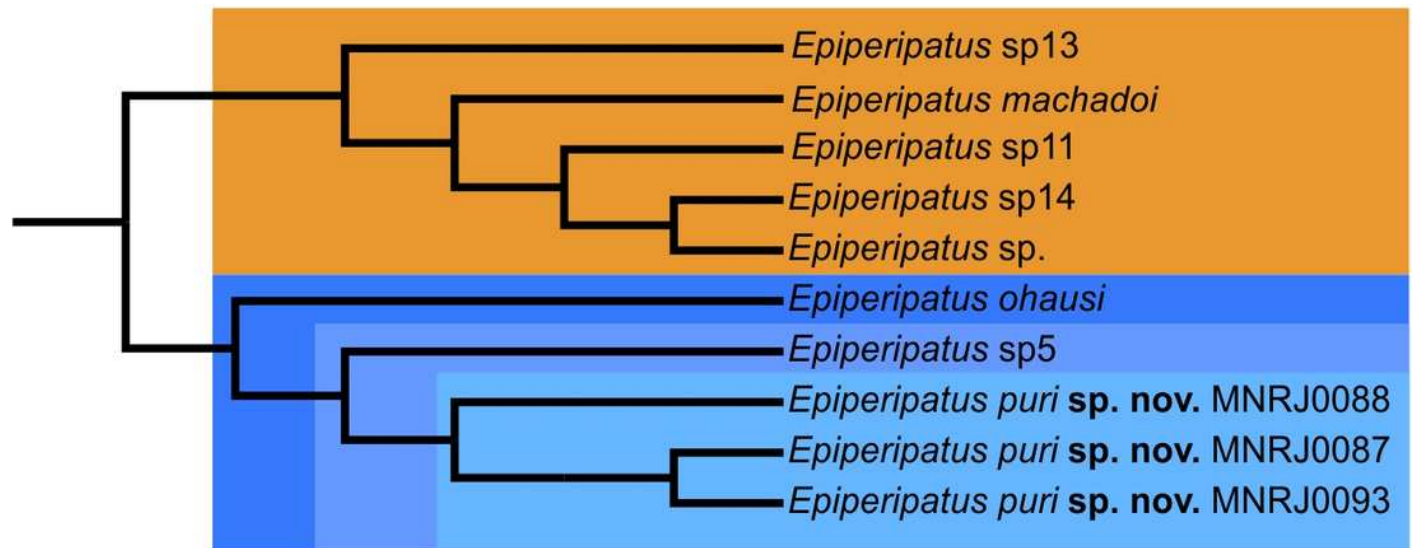 Epiperipatus sp13
Epiperipatus machadoi
Epiperipatus sp11
Epiperipatus sp14
Epiperipatus sp.
Epiperipatus ohausi
Epiperipatus sp5
Epiperipatus puri sp. nov. MNRJ0088
Epiperipatus puri sp. nov. MNRJ0087
Epiperipatus puri sp. nov. MNRJ0093